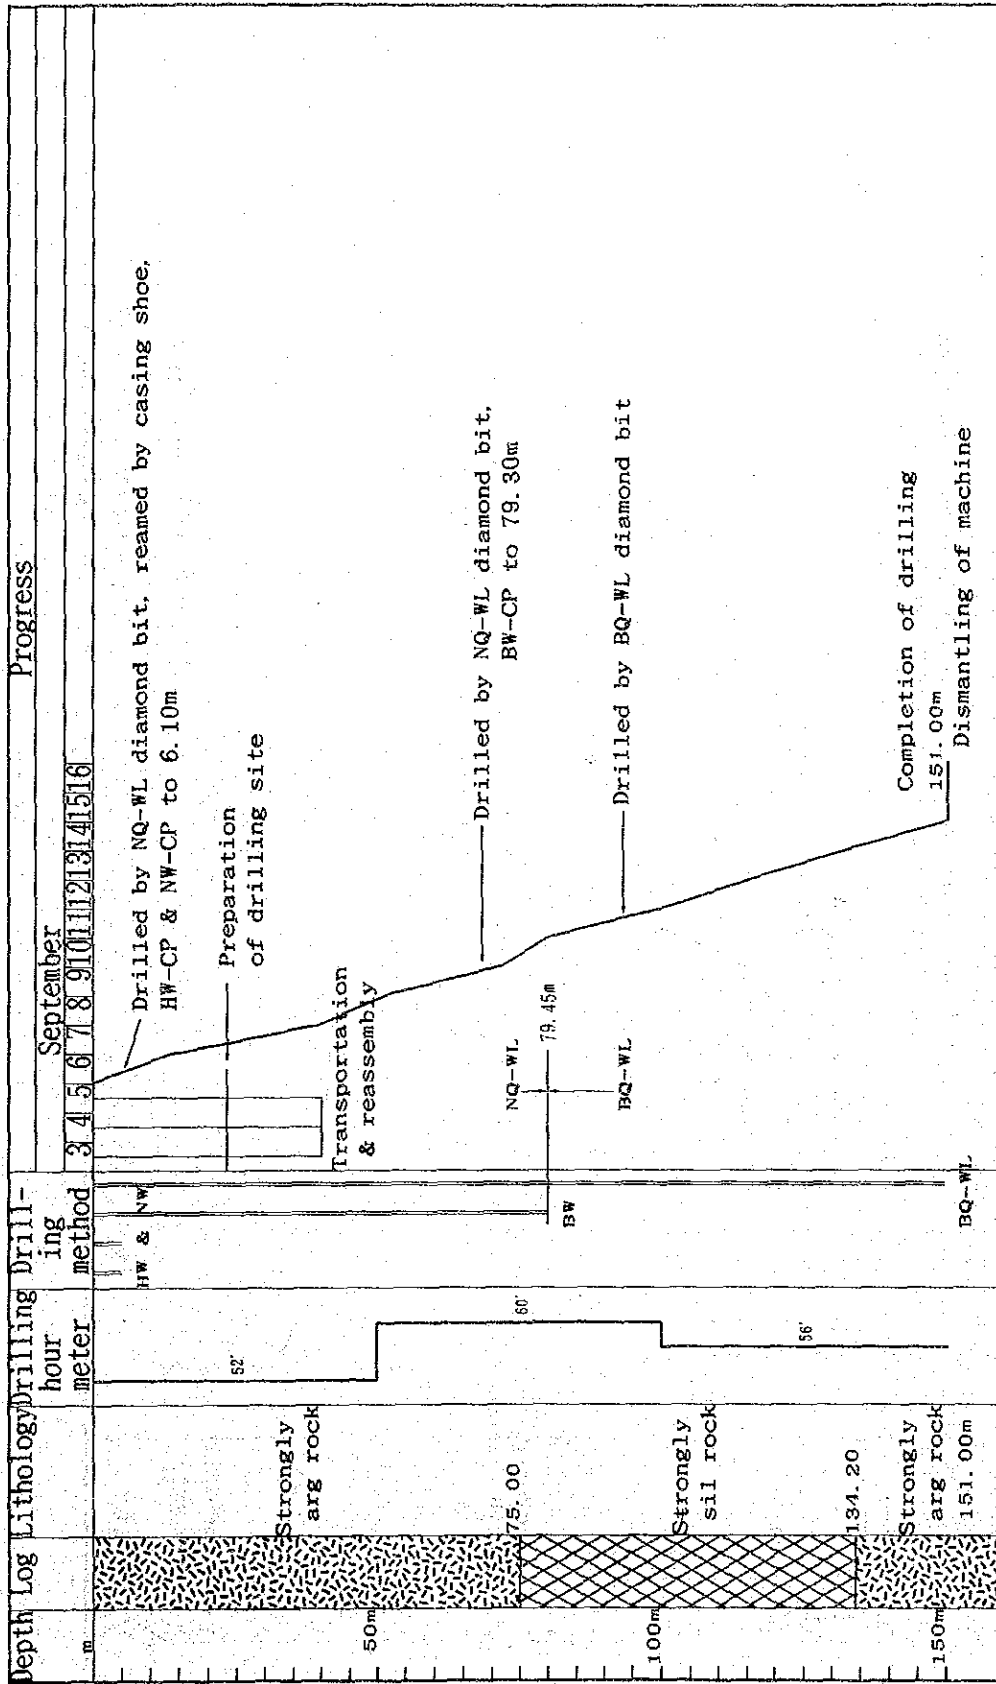 Depth Log Lithology Drilling hour meter Drill-ing method Progress
September
m
3 4 5 6 7 8 9 10 11 12 13 14 15 16
HW & NW
Drilled by NQ-WL diamond bit, reamed by casing shoe,
HW-CP & NW-CP to 6.10m
52'
Preparation
of drilling site
Strongly
arg rock
Transportation
& reassembly
50m
NQ-WL
Drilled by NQ-WL diamond bit,
BW-CP to 79.30m
75.00
60'
79.45m
BW
BQ-WL
Drilled by BQ-WL diamond bit
100m
Strongly
sil rock
56'
134.20
Completion of drilling
Strongly
arg rock
151.00m
150m
151.00m
BQ-WL
Dismantling of machine